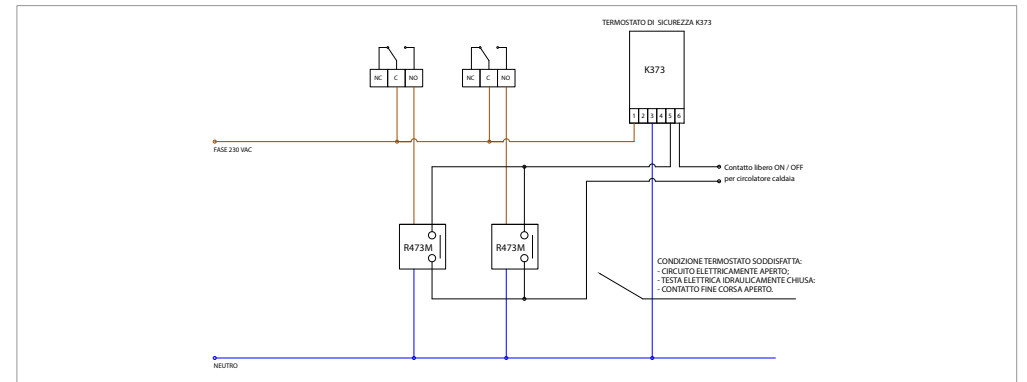 TERMOSTATO DI SICUREZZA K373
K373
NC C NO
NC C NO
1 2 3 4 5 6
FASE 230 VAC
Contatto libero ON / OFF
per circolatore caldaia
R473M
R473M
CONDIZIONE TERMOSTATO SODDISFATTA:
- CIRCUITO ELETTRICAMENTE APERTO;
- TESTA ELETTRICA IDRAULICAMENTE CHIUSA:
- CONTATTO FINE CORSA APERTO.
NEUTRO